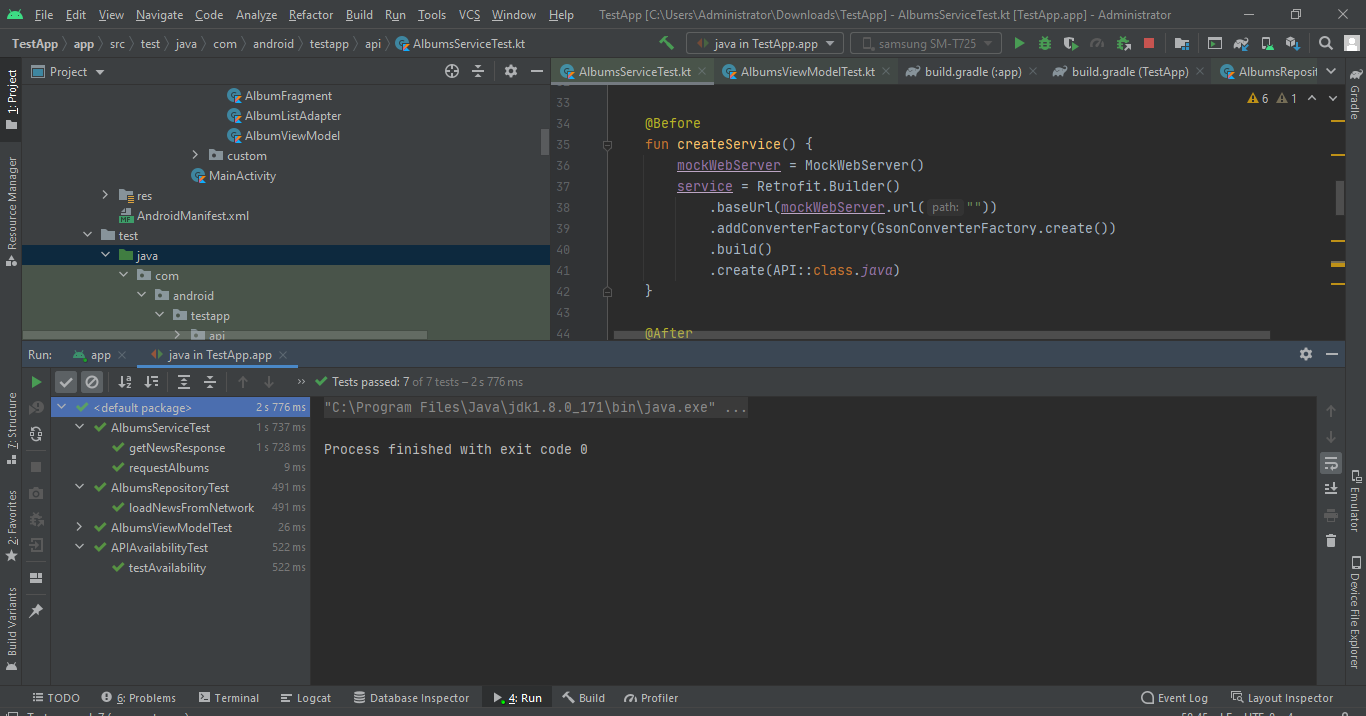 File Edit View Navigate Code Analyze Refactor Build Run Tools VCS Window Help TestApp [C:\Users\Administrator\Downloads\TestApp] - AlbumsServiceTest.kt [TestApp.app] - Administrator
TestApp app src test java com android testapp api AlbumsServiceTest.kt java in TestApp.app samsung SM-T725
Project AlbumsServiceTest.kt AlbumsViewModelTest.kt build.gradle (:app) build.gradle (TestApp) AlbumsReposit
1: Project
Resource Manager
7: Structure
2: Favorites
Build Variants
AlbumFragment
AlbumListAdapter
AlbumViewModel
custom
MainActivity
res
AndroidManifest.xml
test
java
com
android
testapp
api
6 1
33
34 @Before
35 fun createService() {
36 mockWebServer = MockWebServer()
37 service = Retrofit.Builder()
38 .baseUrl(mockWebServer.url( path: ""))
39 .addConverterFactory(GsonConverterFactory.create())
40 .build()
41 .create(API::class.java)
42 }
43
44 @After
Gradle
Emulator
Device File Explorer
Run: app java in TestApp.app
Tests passed: 7 of 7 tests – 2 s 776 ms
<default package> 2 s 776 ms
AlbumsServiceTest 1 s 737 ms
getNewsResponse 1 s 728 ms
requestAlbums 9 ms
AlbumsRepositoryTest 491 ms
loadNewsFromNetwork 491 ms
AlbumsViewModelTest 26 ms
APIAvailabilityTest 522 ms
testAvailability 522 ms
"C:\Program Files\Java\jdk1.8.0_171\bin\java.exe" ...
Process finished with exit code 0
TODO 6: Problems Terminal Logcat Database Inspector 4: Run Build Profiler Event Log Layout Inspector